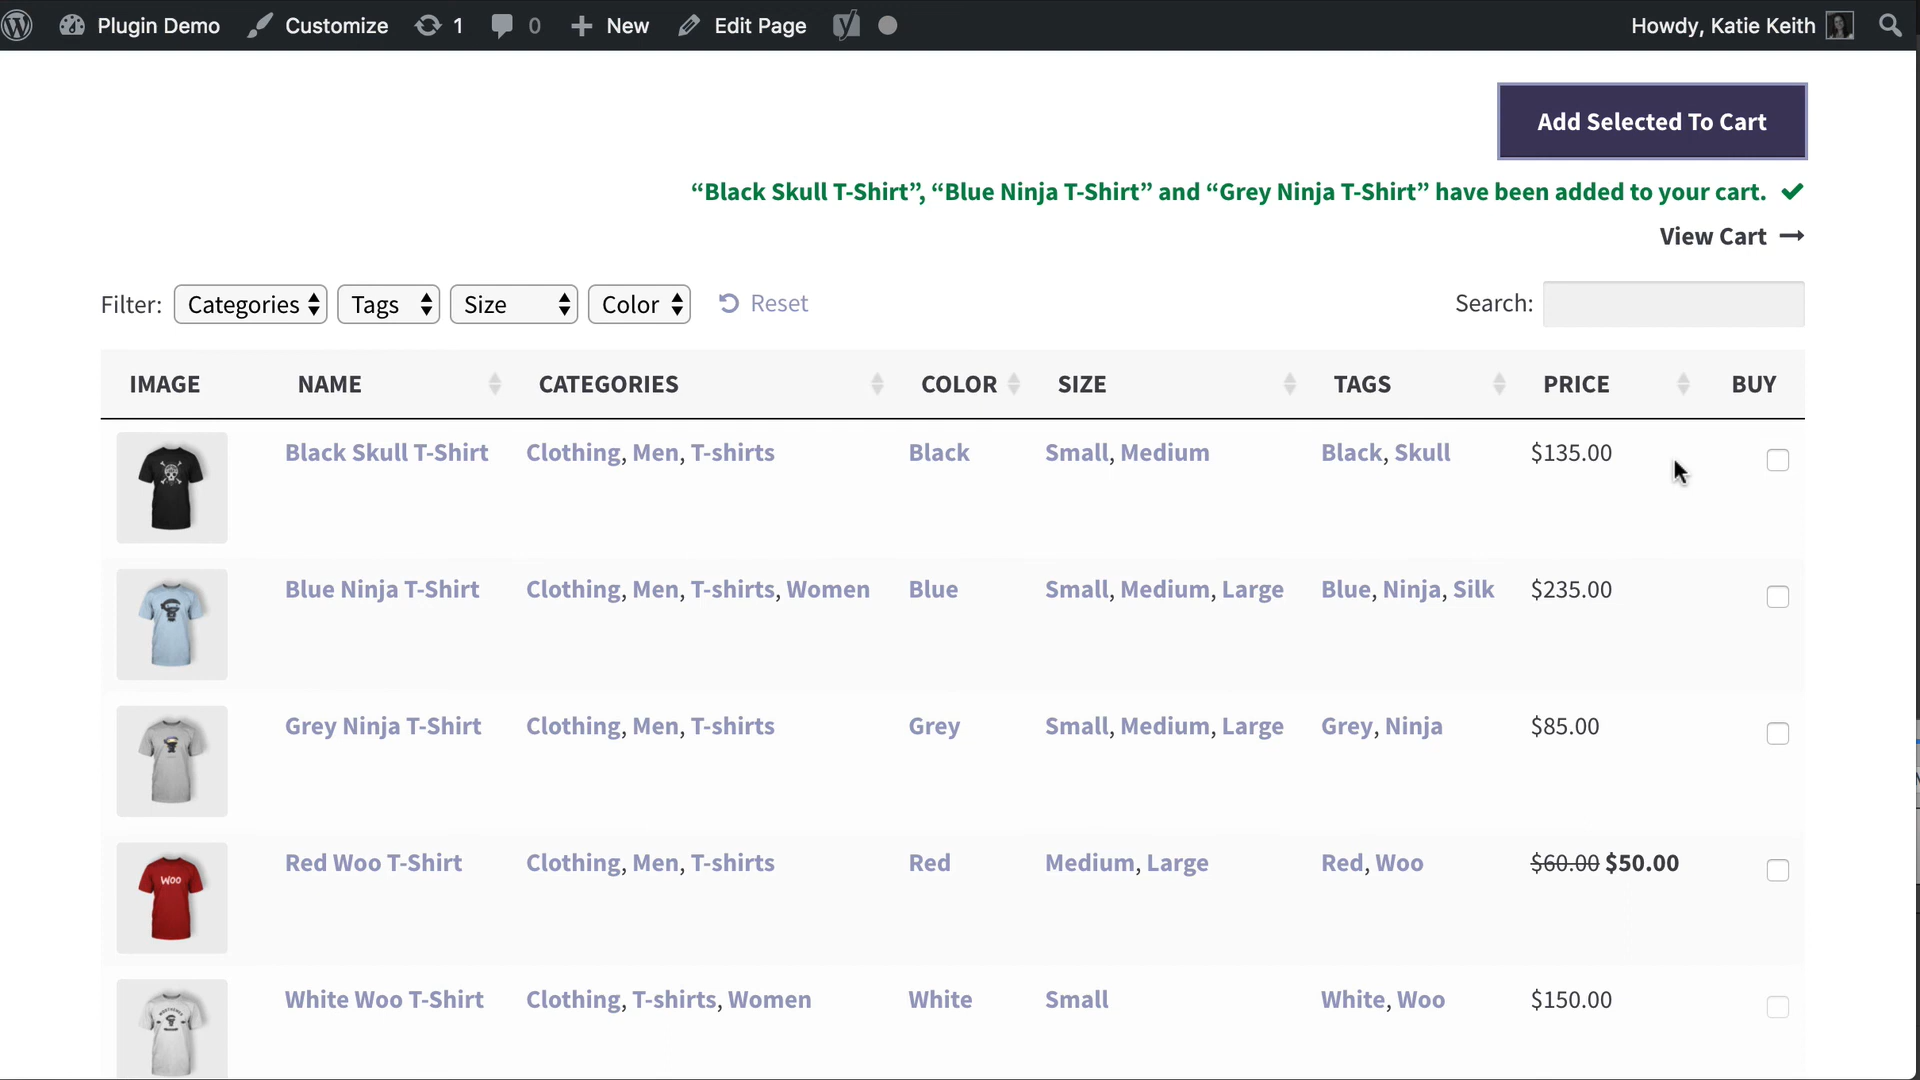 Plugin Demo Customize 1 0 New Edit Page Howdy, Katie Keith
Add Selected To Cart
“Black Skull T-Shirt”, “Blue Ninja T-Shirt” and “Grey Ninja T-Shirt” have been added to your cart.
View Cart
Filter: Categories Tags Size Color Reset Search:
IMAGE NAME CATEGORIES COLOR SIZE TAGS PRICE BUY
Black Skull T-Shirt Clothing, Men, T-shirts Black Small, Medium Black, Skull $135.00
Blue Ninja T-Shirt Clothing, Men, T-shirts, Women Blue Small, Medium, Large Blue, Ninja, Silk $235.00
Grey Ninja T-Shirt Clothing, Men, T-shirts Grey Small, Medium, Large Grey, Ninja $85.00
Red Woo T-Shirt Clothing, Men, T-shirts Red Medium, Large Red, Woo $60.00 $50.00
WOO
White Woo T-Shirt Clothing, T-shirts, Women White Small White, Woo $150.00